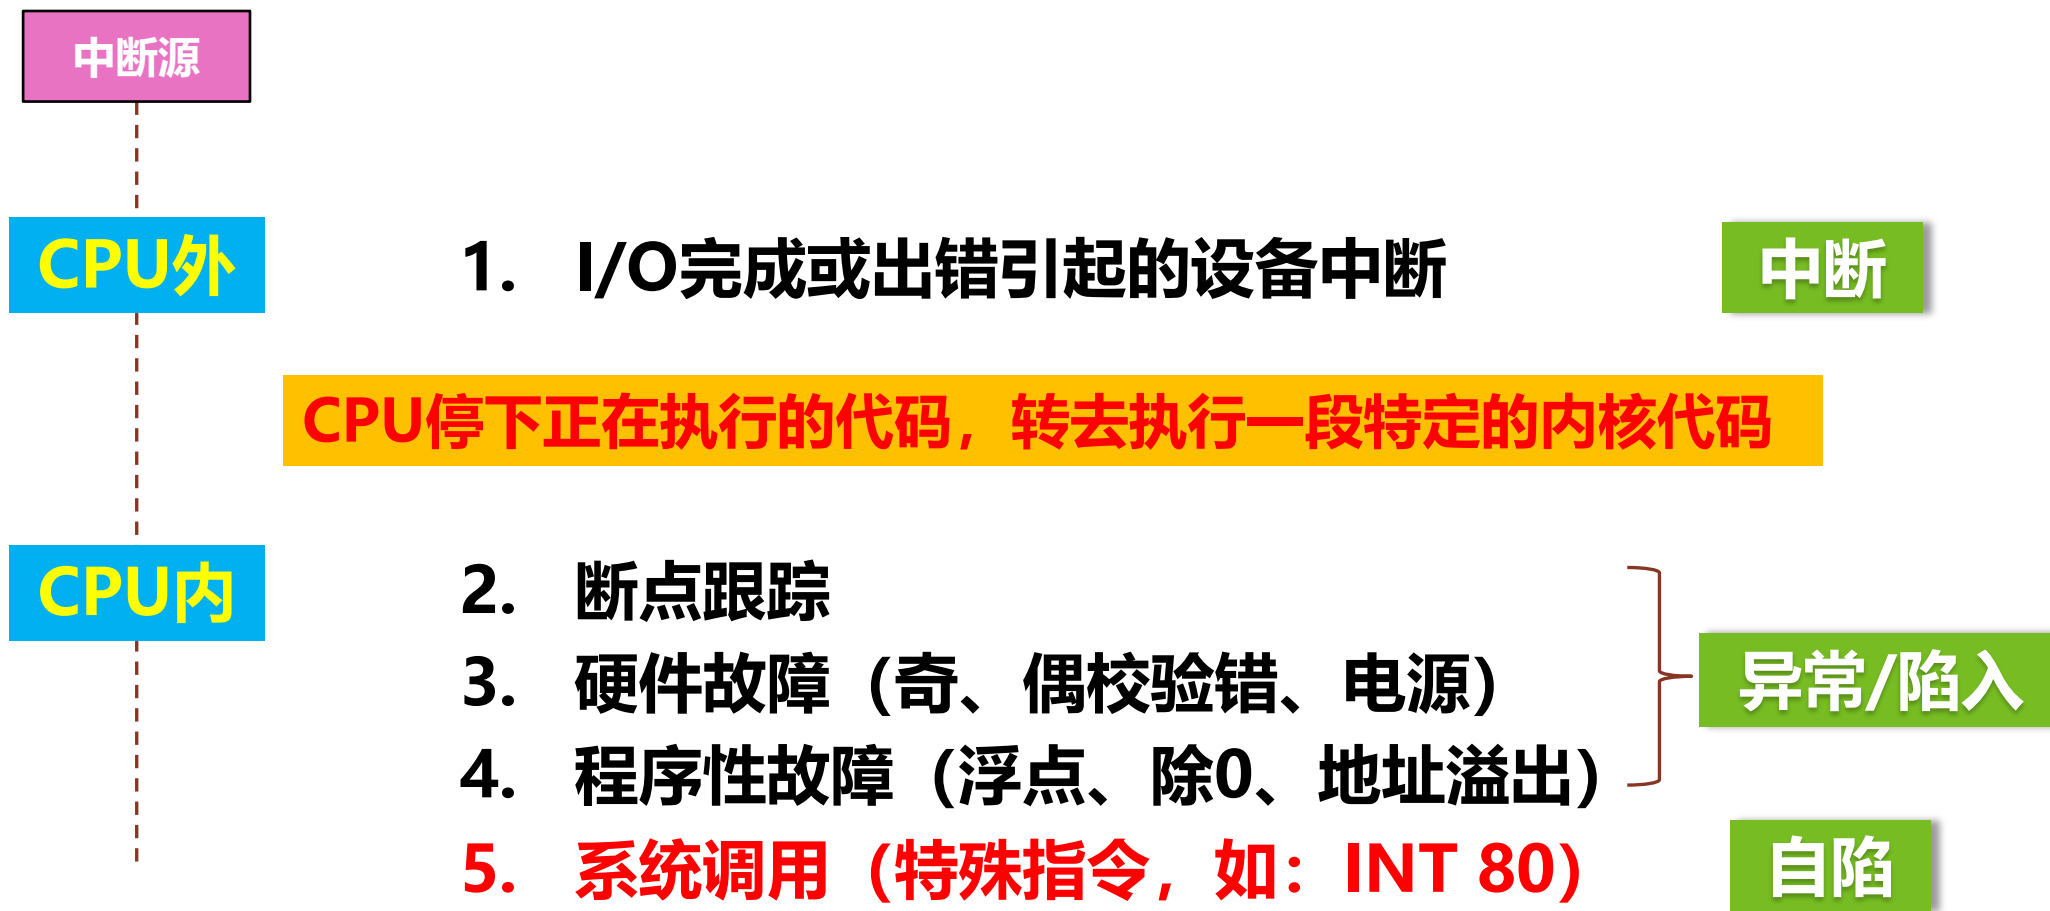 中断源
CPU外
1. I/O完成或出错引起的设备中断
中断
CPU停下正在执行的代码，转去执行一段特定的内核代码
CPU内
2. 断点跟踪
3. 硬件故障（奇、偶校验错、电源）
异常/陷入
4. 程序性故障（浮点、除0、地址溢出）
5. 系统调用（特殊指令，如：INT 80）
自陷